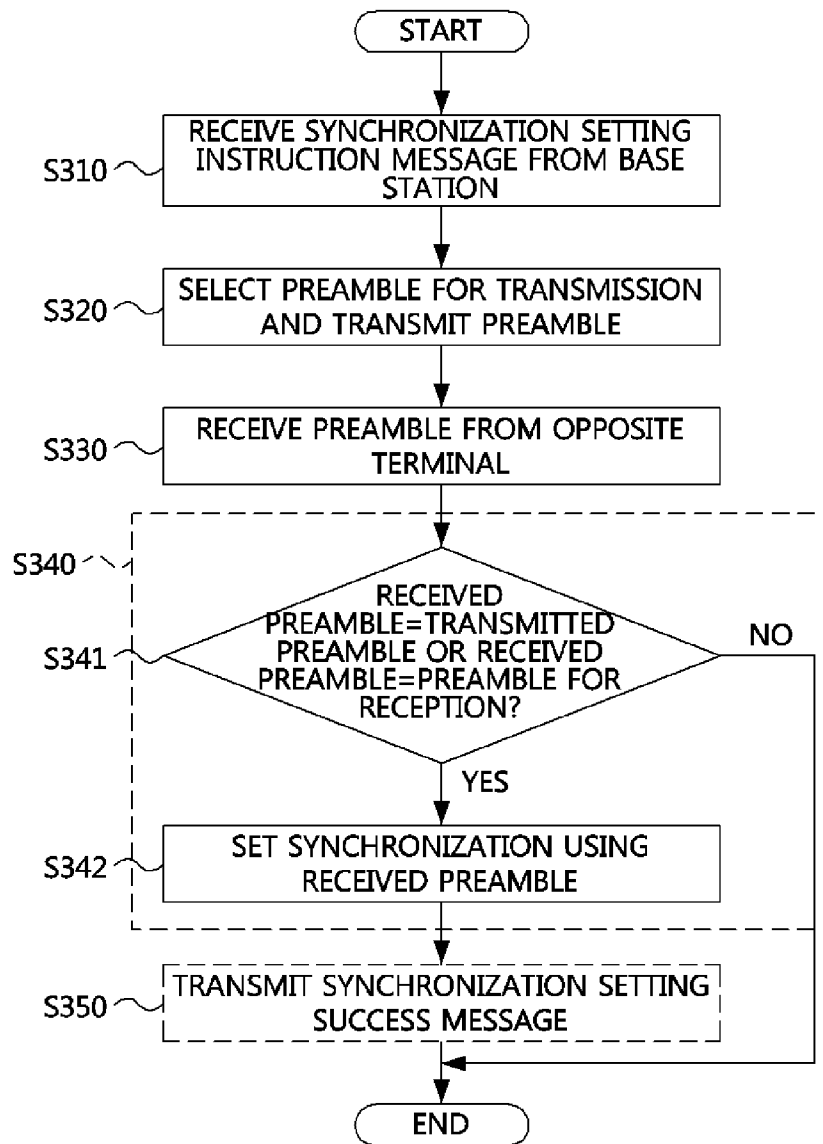 START
S310
RECEIVE SYNCHRONIZATION SETTING
INSTRUCTION MESSAGE FROM BASE
STATION
S320
SELECT PREAMBLE FOR TRANSMISSION
AND TRANSMIT PREAMBLE
S330
RECEIVE PREAMBLE FROM OPPOSITE
TERMINAL
S340
S341
RECEIVED
PREAMBLE=TRANSMITTED
PREAMBLE OR RECEIVED
PREAMBLE=PREAMBLE FOR
RECEPTION?
NO
YES
S342
SET SYNCHRONIZATION USING
RECEIVED PREAMBLE
S350
TRANSMIT SYNCHRONIZATION SETTING
SUCCESS MESSAGE
END